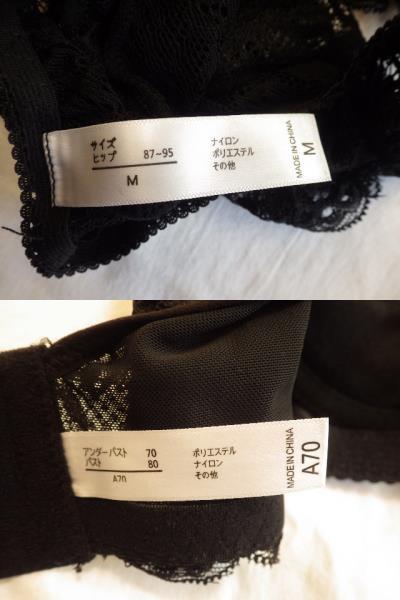 サイズ
ヒップ 87~95
M
ナイロン
ポリエステル
その他
MADE IN CHINA
M
アンダーバスト 70
バスト 80
A70
ポリエステル
ナイロン
その他
MADE IN CHINA
A70